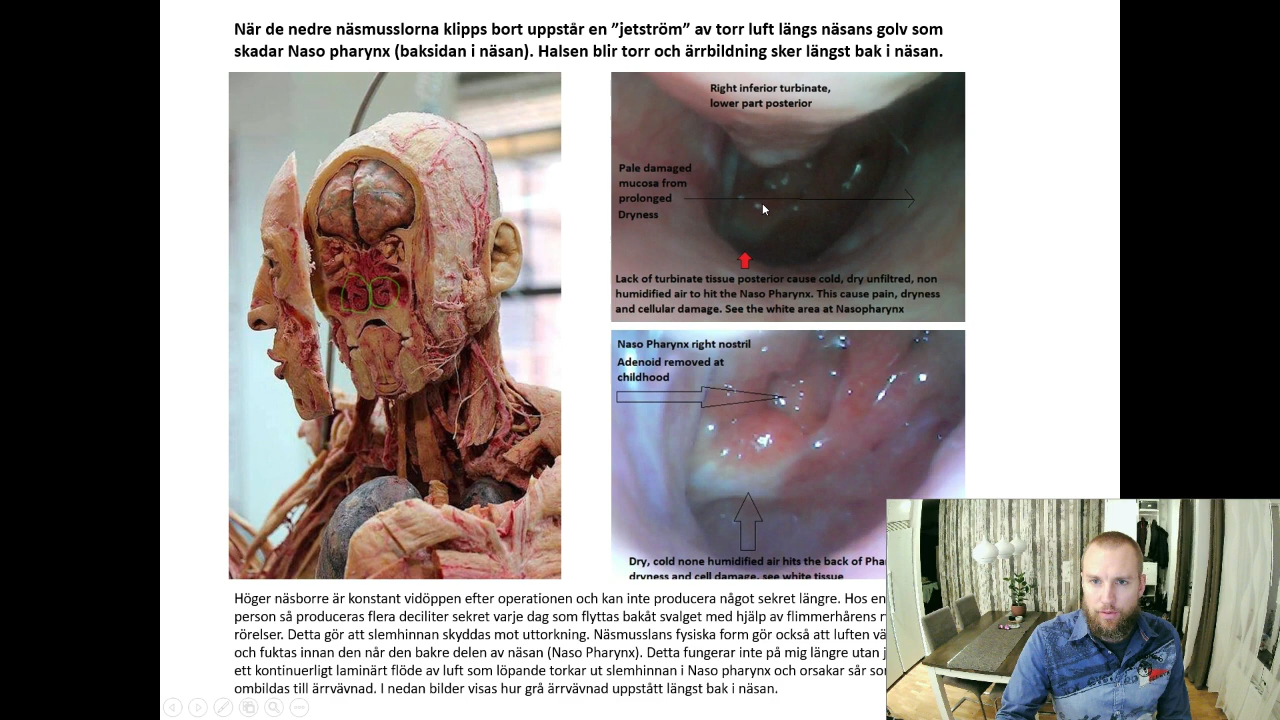 När de nedre näsmusslorna klipps bort uppstår en ”jetström” av torr luft längs näsans golv som
skadar Naso pharynx (baksidan i näsan). Halsen blir torr och ärrbildning sker längst bak i näsan.
Right inferior turbinate,
lower part posterior
Pale damaged
mucosa from
prolonged
Dryness
Lack of turbinate tissue posterior cause cold, dry unfiltred, non
humidified air to hit the Naso Pharynx. This cause pain, dryness
and cellular damage. See the white area at Nasopharynx
Naso Pharynx right nostril
Adenoid removed at
childhood
Dry, cold none humidified air hits the back of
dryness and cell damage, see white tissue
Höger näsborre är konstant vidöppen efter operationen och kan inte producera något sekret längre. Hos en
person så produceras flera deciliter sekret varje dag som flyttas bakåt svalget med hjälp av flimmerhårens
rörelser. Detta gör att slemhinnan skyddas mot uttorkning. Näsmusslans fysiska form gör också att luften
och fuktas innan den når den bakre delen av näsan (Naso Pharynx). Detta fungerar inte på mig längre utan
ett kontinuerligt laminärt flöde av luft som löpande torkar ut slemhinnan i Naso pharynx och orsakar sår
ombildas till ärrvävnad. I nedan bilder visas hur grå ärrvävnad uppstått längst bak i näsan.